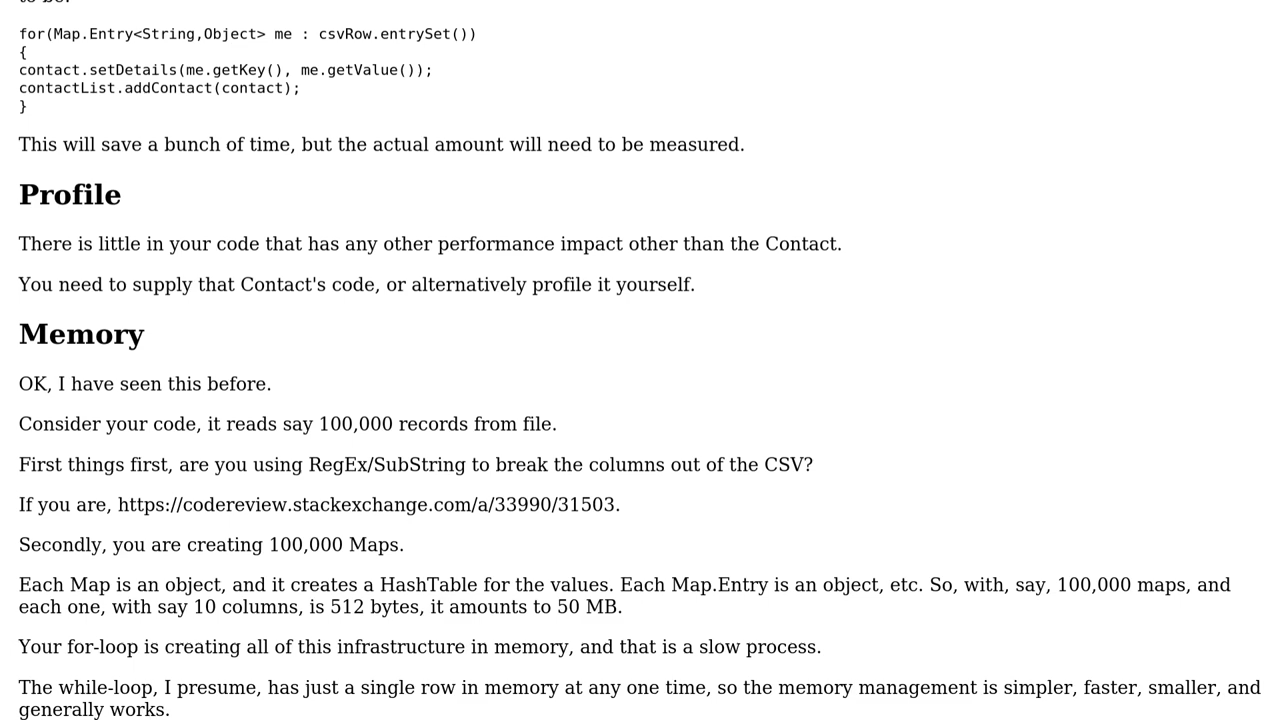 to be:
for(Map.Entry<String,Object> me : csvRow.entrySet())
{
contact.setDetails(me.getKey(), me.getValue());
contactList.addContact(contact);
}
This will save a bunch of time, but the actual amount will need to be measured.
Profile
There is little in your code that has any other performance impact other than the Contact.
You need to supply that Contact's code, or alternatively profile it yourself.
Memory
OK, I have seen this before.
Consider your code, it reads say 100,000 records from file.
First things first, are you using RegEx/SubString to break the columns out of the CSV?
If you are, https://codereview.stackexchange.com/a/33990/31503.
Secondly, you are creating 100,000 Maps.
Each Map is an object, and it creates a HashTable for the values. Each Map.Entry is an object, etc. So, with, say, 100,000 maps, and
each one, with say 10 columns, is 512 bytes, it amounts to 50 MB.
Your for-loop is creating all of this infrastructure in memory, and that is a slow process.
The while-loop, I presume, has just a single row in memory at any one time, so the memory management is simpler, faster, smaller, and
generally works.